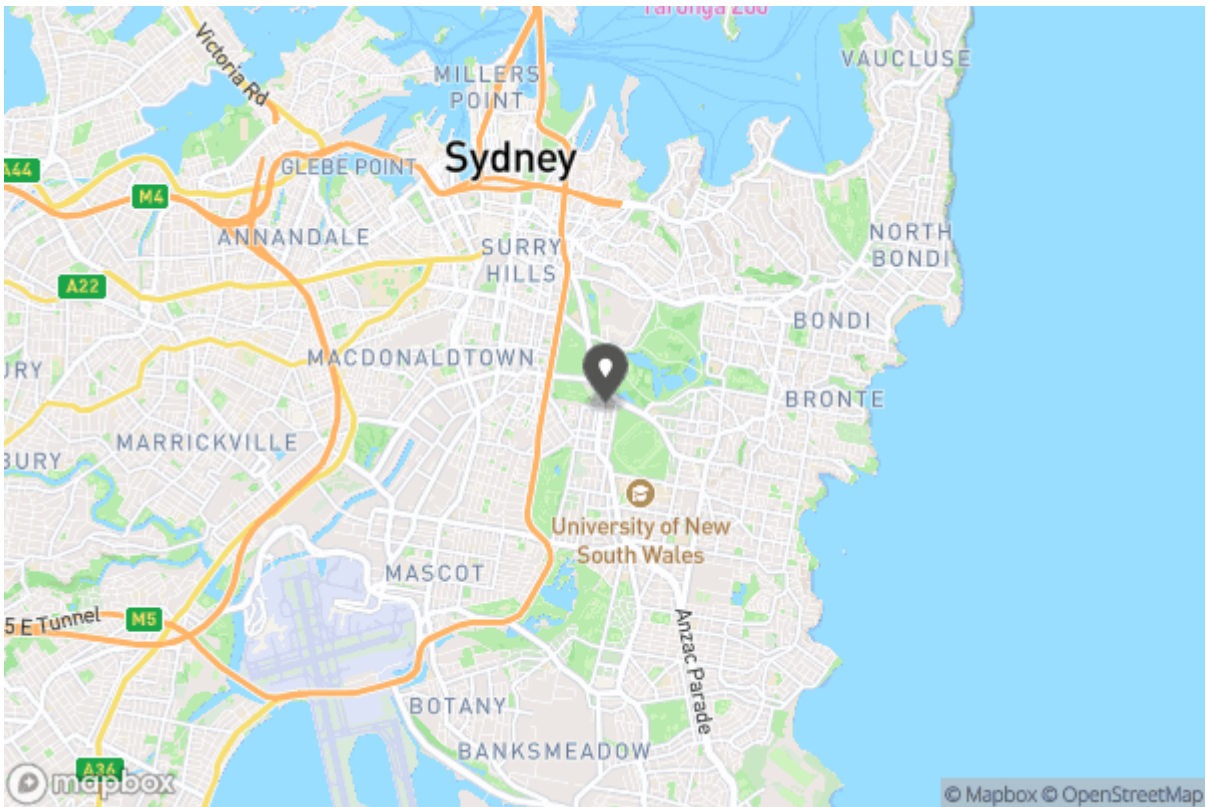 Taronga Zoo
Victoria Rd
VAUCLUSE
MILLERS
POINT
Sydney
A44
GLEBE POINT
M4
ANNANDALE
SURRY
HILLS
NORTH
BONDI
A22
BONDI
MACDONALDTOWN
URY
BRONTE
MARRICKVILLE
BURY
University of New
South Wales
MASCOT
5 E Tunnel
M5
Anzac Parade
BOTANY
BANKSMEADOW
A36
mapbox
© Mapbox © OpenStreetMap